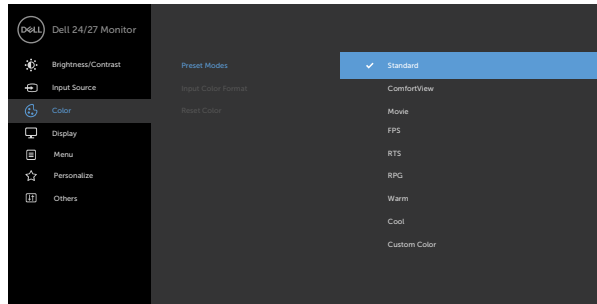 DELL Dell 24/27 Monitor
Brightness/Contrast
Input Source
Color
Display
Menu
Personalize
Others
Preset Modes
Input Color Format
Reset Color
Standard
ComfortView
Movie
FPS
RTS
RPG
Warm
Cool
Custom Color